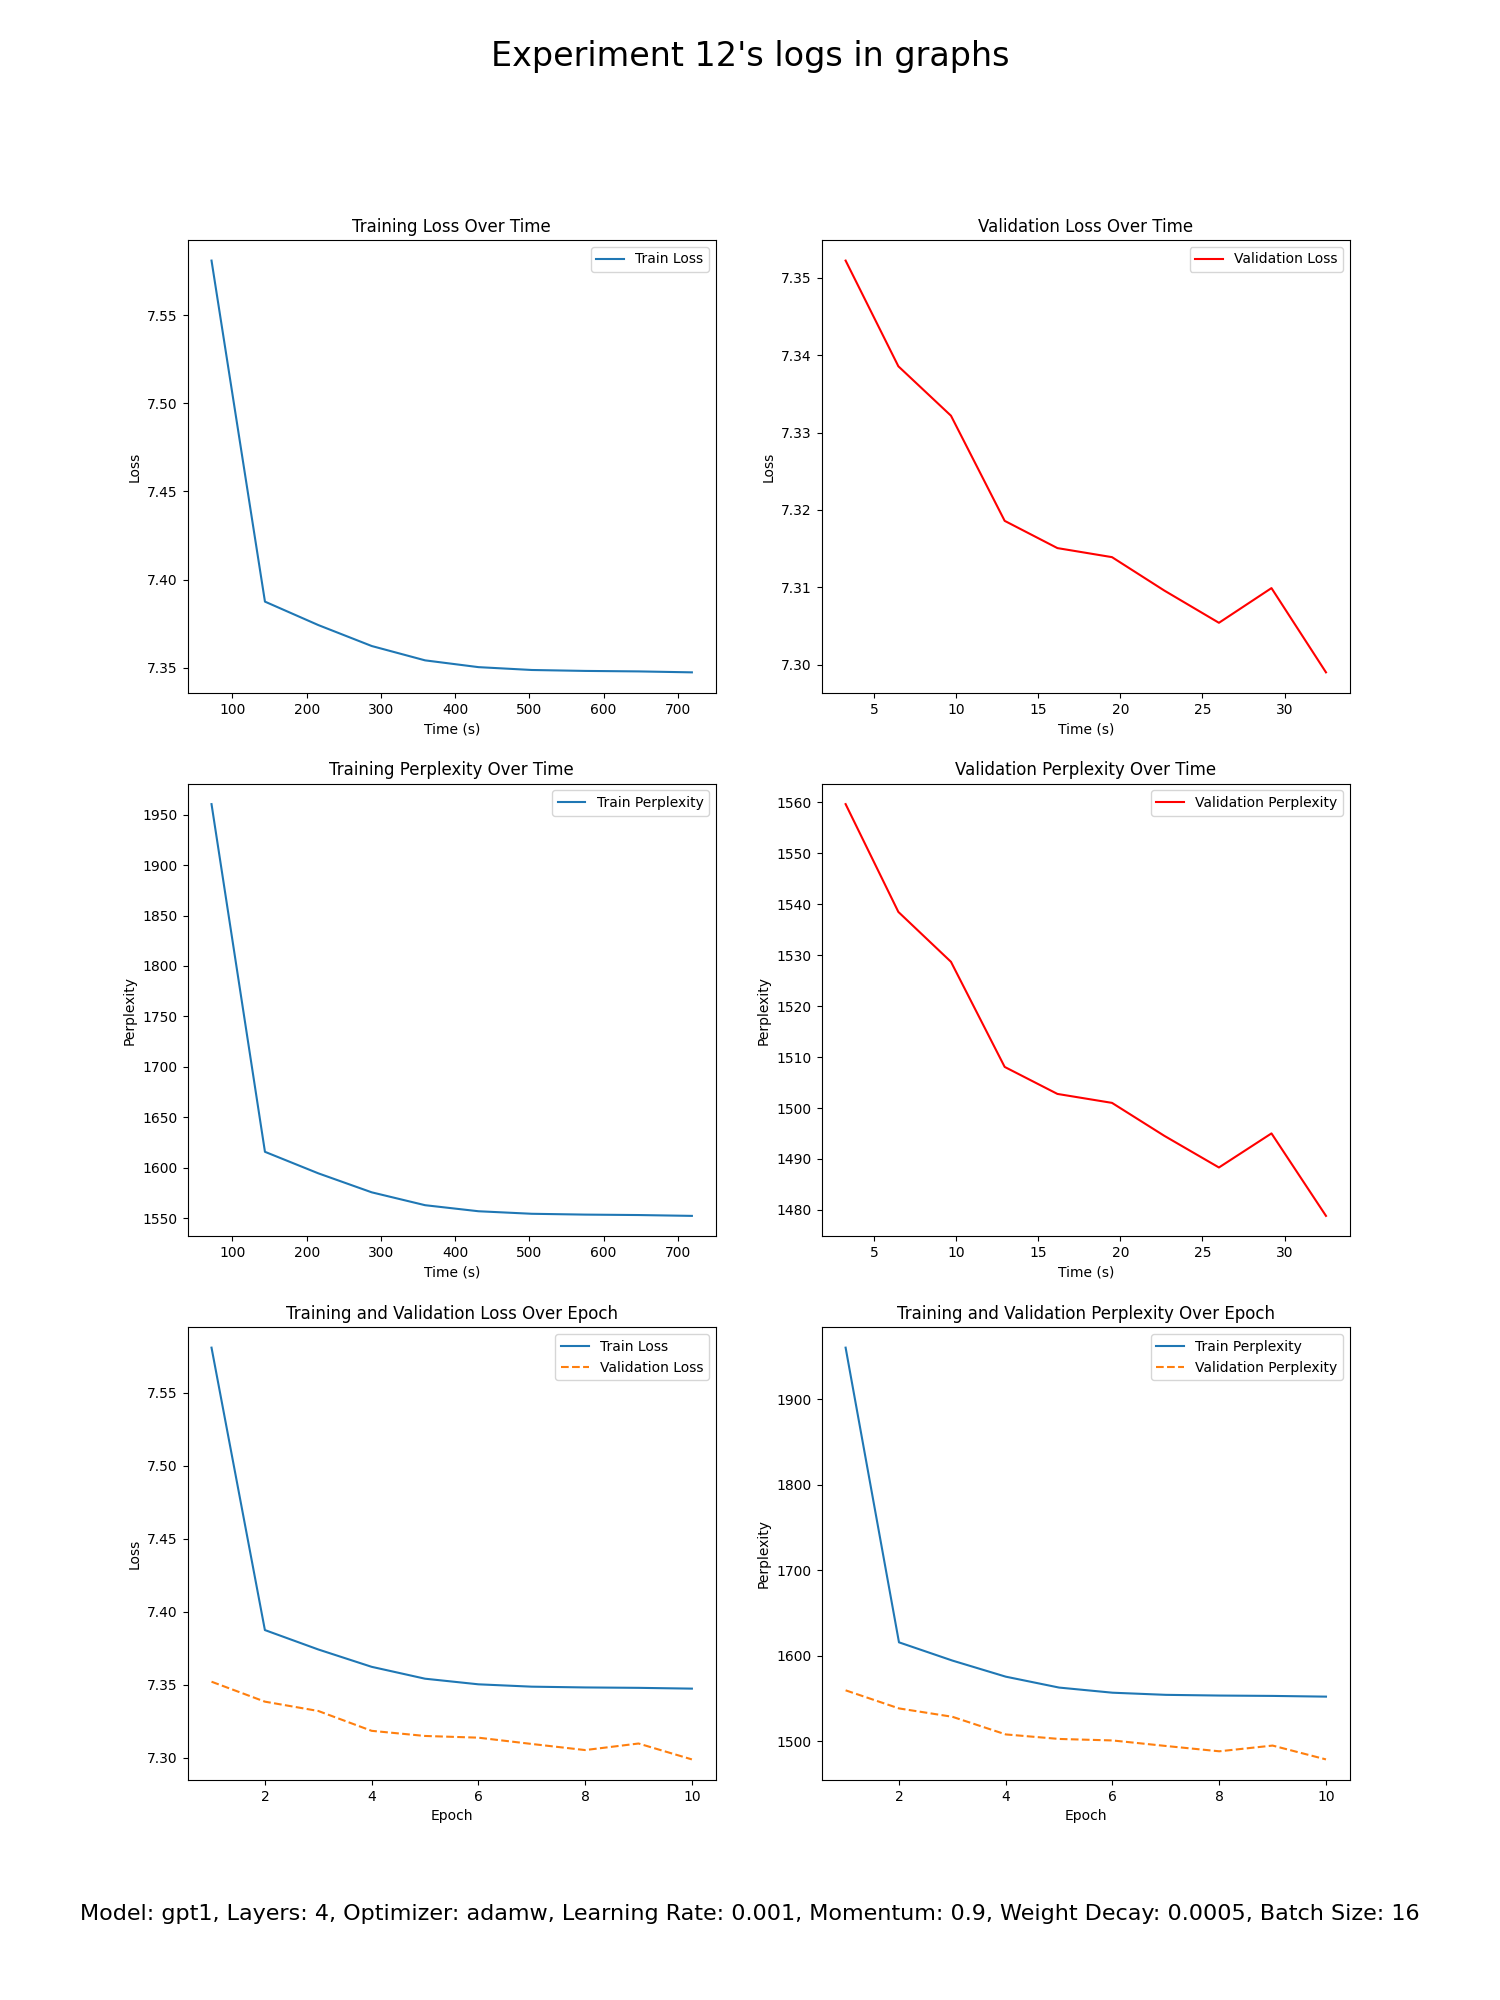 Experiment 12's logs in graphs
Training Loss Over Time
Train Loss
7.55
7.50
7.45
7.40
7.35
Loss
100 200 300 400 500 600 700
Time (s)
Validation Loss Over Time
Validation Loss
7.35
7.34
7.33
7.32
7.31
7.30
Loss
5 10 15 20 25 30
Time (s)
Training Perplexity Over Time
Train Perplexity
1950
1900
1850
1800
1750
1700
1650
1600
1550
Perplexity
100 200 300 400 500 600 700
Time (s)
Validation Perplexity Over Time
Validation Perplexity
1560
1550
1540
1530
1520
1510
1500
1490
1480
Perplexity
5 10 15 20 25 30
Time (s)
Training and Validation Loss Over Epoch
Train Loss
Validation Loss
7.55
7.50
7.45
7.40
7.35
7.30
Loss
2 4 6 8 10
Epoch
Training and Validation Perplexity Over Epoch
Train Perplexity
Validation Perplexity
1900
1800
1700
1600
1500
Perplexity
2 4 6 8 10
Epoch
Model: gpt1, Layers: 4, Optimizer: adamw, Learning Rate: 0.001, Momentum: 0.9, Weight Decay: 0.0005, Batch Size: 16